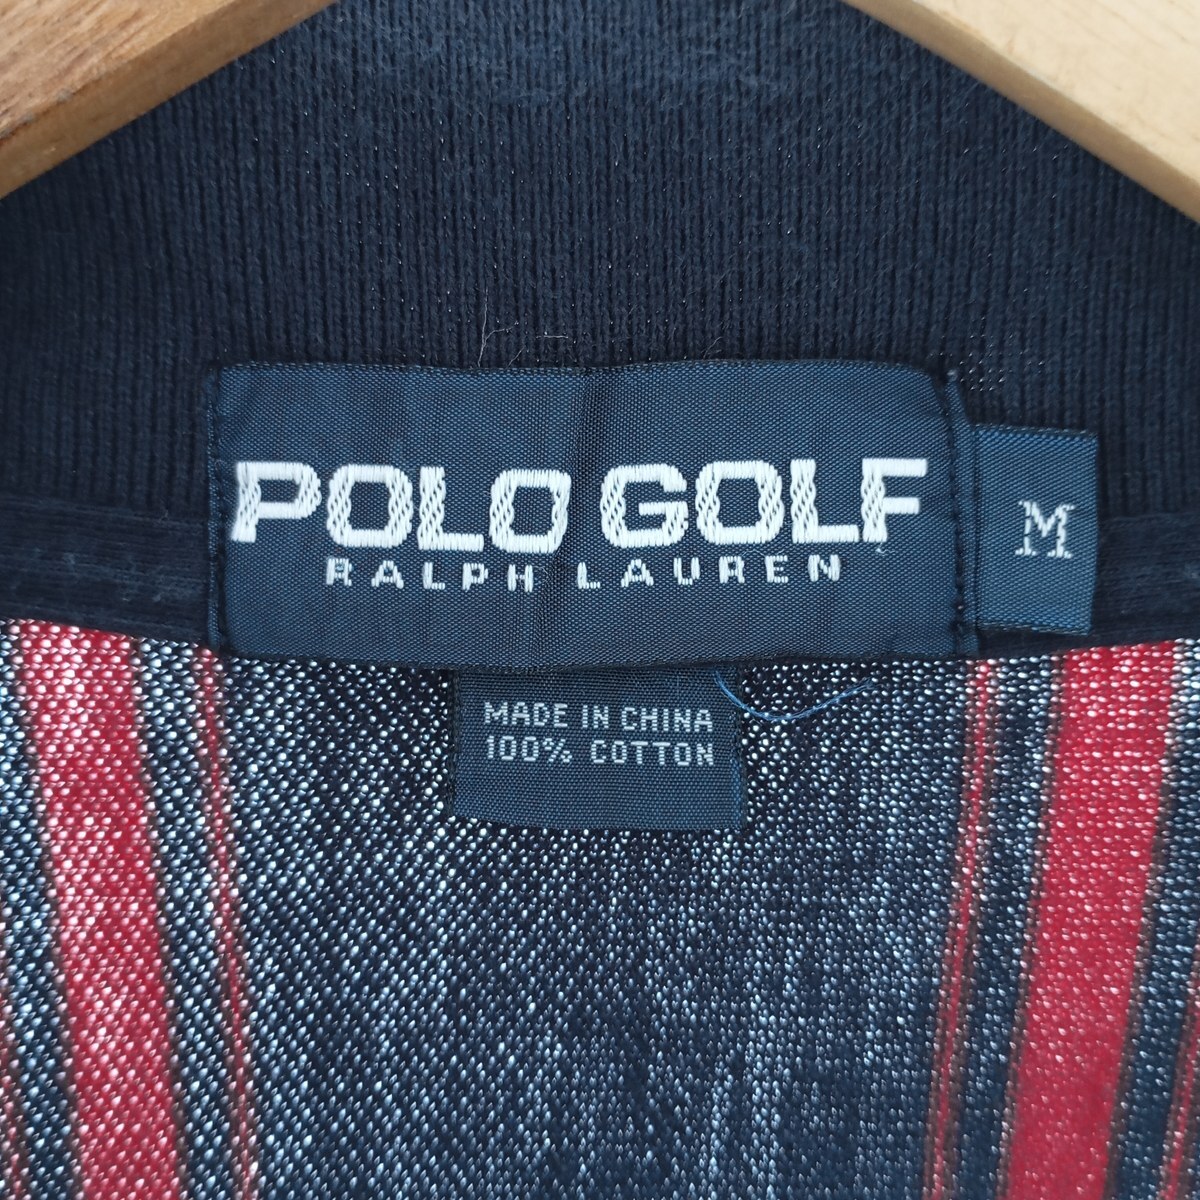 POLO GOLF
RALPH LAUREN
M
MADE IN CHINA
100% COTTON